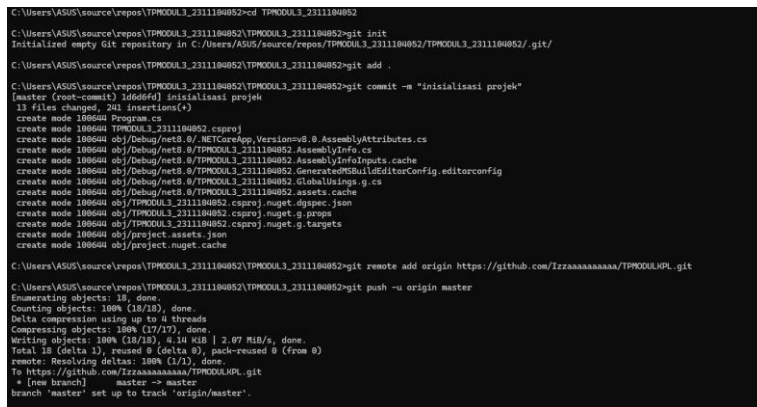 C:\Users\ASUS\source\repos\TPMODUL3_2311104052>cd TPMODUL3_2311104052
C:\Users\ASUS\source\repos\TPMODUL3_2311104052\TPMODUL3_2311104052>git init
Initialized empty Git repository in C:/Users/ASUS/source/repos/TPMODUL3_2311104052/TPMODUL3_2311104052/.git/
C:\Users\ASUS\source\repos\TPMODUL3_2311104052\TPMODUL3_2311104052>git add .
C:\Users\ASUS\source\repos\TPMODUL3_2311104052\TPMODUL3_2311104052>git commit -m "inisialisasi projek"
[master (root-commit) 1d6d6fd] inisialisasi projek
13 files changed, 241 insertions(+)
create mode 100644 Program.cs
create mode 100644 TPMODUL3_2311104052.csproj
create mode 100644 obj/Debug/net8.0/.NETCoreApp,Version=v8.0.AssemblyAttributes.cs
create mode 100644 obj/Debug/net8.0/TPMODUL3_2311104052.AssemblyInfo.cs
create mode 100644 obj/Debug/net8.0/TPMODUL3_2311104052.AssemblyInfoInputs.cache
create mode 100644 obj/Debug/net8.0/TPMODUL3_2311104052.GeneratedMSBuildEditorConfig.editorconfig
create mode 100644 obj/Debug/net8.0/TPMODUL3_2311104052.GlobalUsings.g.cs
create mode 100644 obj/Debug/net8.0/TPMODUL3_2311104052.assets.cache
create mode 100644 obj/TPMODUL3_2311104052.csproj.nuget.dgspec.json
create mode 100644 obj/TPMODUL3_2311104052.csproj.nuget.g.props
create mode 100644 obj/TPMODUL3_2311104052.csproj.nuget.g.targets
create mode 100644 obj/project.assets.json
create mode 100644 obj/project.nuget.cache
C:\Users\ASUS\source\repos\TPMODUL3_2311104052\TPMODUL3_2311104052>git remote add origin https://github.com/Izzaaaaaaaaaa/TPMODULKPL.git
C:\Users\ASUS\source\repos\TPMODUL3_2311104052\TPMODUL3_2311104052>git push -u origin master
Enumerating objects: 18, done.
Counting objects: 100% (18/18), done.
Delta compression using up to 4 threads
Compressing objects: 100% (17/17), done.
Writing objects: 100% (18/18), 4.14 KiB | 2.07 MiB/s, done.
Total 18 (delta 1), reused 0 (delta 0), pack-reused 0 (from 0)
remote: Resolving deltas: 100% (1/1), done.
To https://github.com/Izzaaaaaaaaaa/TPMODULKPL.git
* [new branch] master -> master
branch 'master' set up to track 'origin/master'.